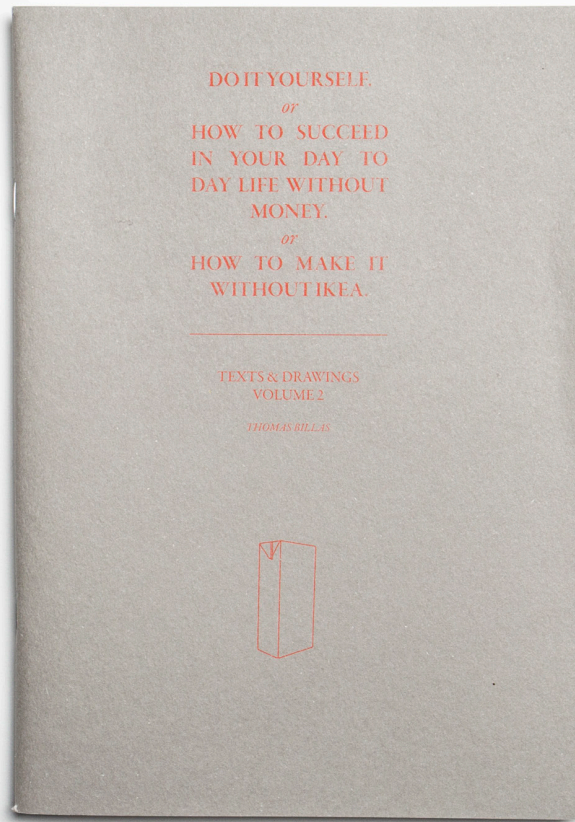 DO IT YOURSELF.
or
HOW TO SUCCEED
IN YOUR DAY TO
DAY LIFE WITHOUT
MONEY.
or
HOW TO MAKE IT
WITHOUT IKEA.
TEXTS & DRAWINGS
VOLUME 2
THOMAS BILLAS